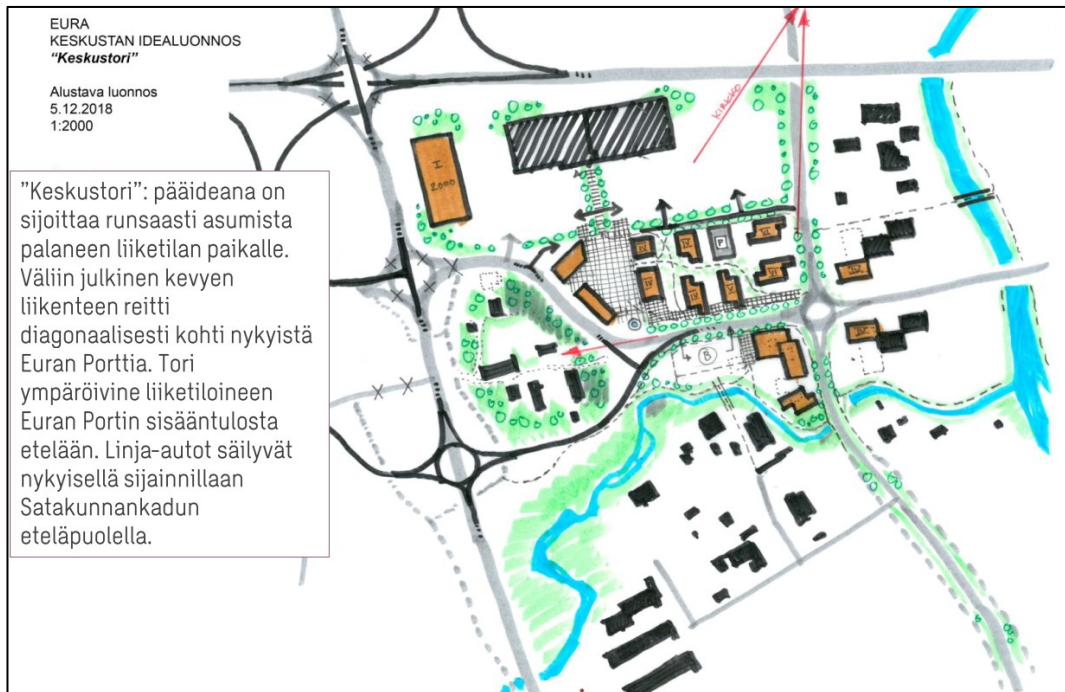 EURA
KESKUSTAN IDEALUONNOS
"Keskustori"
Alustava luonnos
5.12.2018
1:2000
"Keskustori": pääideana on
sijoittaa runsaasti asumista
palaneen liiketilan paikalle.
Väliin julkinen kevyen
liikenteen reitti
diagonaalisesti kohti nykyistä
Euran Porttia. Tori
ympäröivine liiketiloineen
Euran Portin sisääntulosta
etelään. Linja-autot säilyvät
nykyisellä sijainnillaan
Satakunnankadun
eteläpuolella.
kirkko
I
2000
P
B